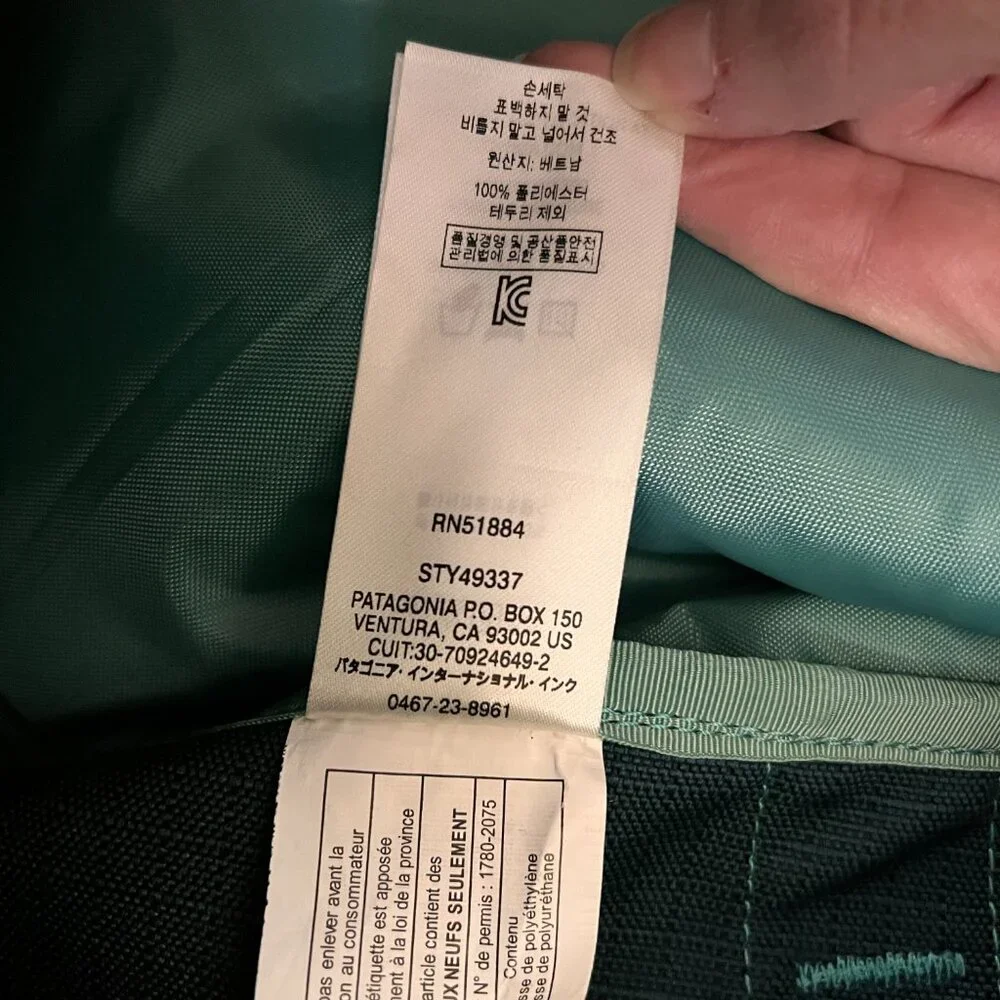 손세탁
표백하지 말 것
비틀지 말고 널어서 건조
원산지: 베트남
100% 폴리에스터
테두리 제외
품질경영 및 공산품안전
관리법에 의한 품질표시
RN51884
STY49337
PATAGONIA P.O. BOX 150
VENTURA, CA 93002 US
CUIT:30-70924649-2
パタゴニア・インターナショナル・インク
0467-23-8961
pas enlever avant la
on au consommateur
étiquette est apposée
ment à la loi de la province
article contient des
UX NEUFS SEULEMENT
N° de permis : 1780-2075
Contenu
sse de polyéthylène
sse de polyuréthane